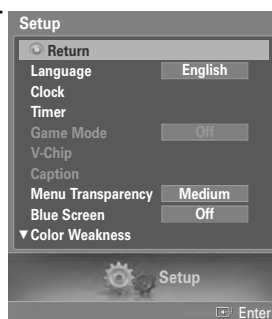 Setup
Return
Language English
Clock
Timer
Game Mode Off
V-Chip
Caption
Menu Transparency Medium
Blue Screen Off
▼ Color Weakness
Setup
Enter